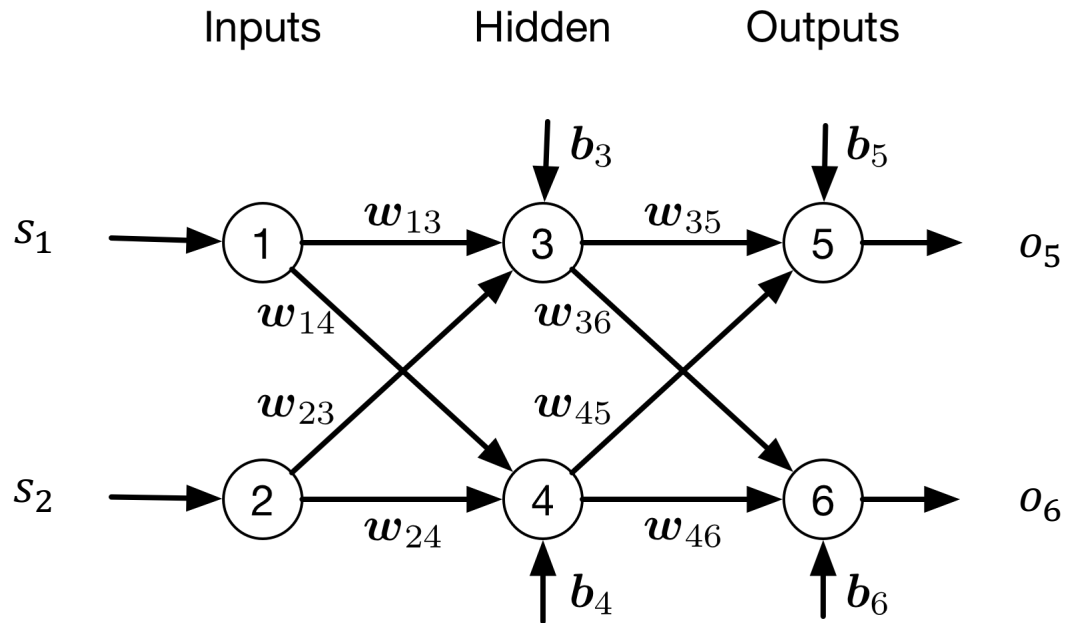 Inputs Hidden Outputs
b₃ b₅
s₁ 1 w₁₃ 3 w₃₅ 5 o₅
w₁₄ w₃₆
w₂₃ w₄₅
s₂ 2 4 6 o₆
w₂₄ w₄₆
b₄ b₆